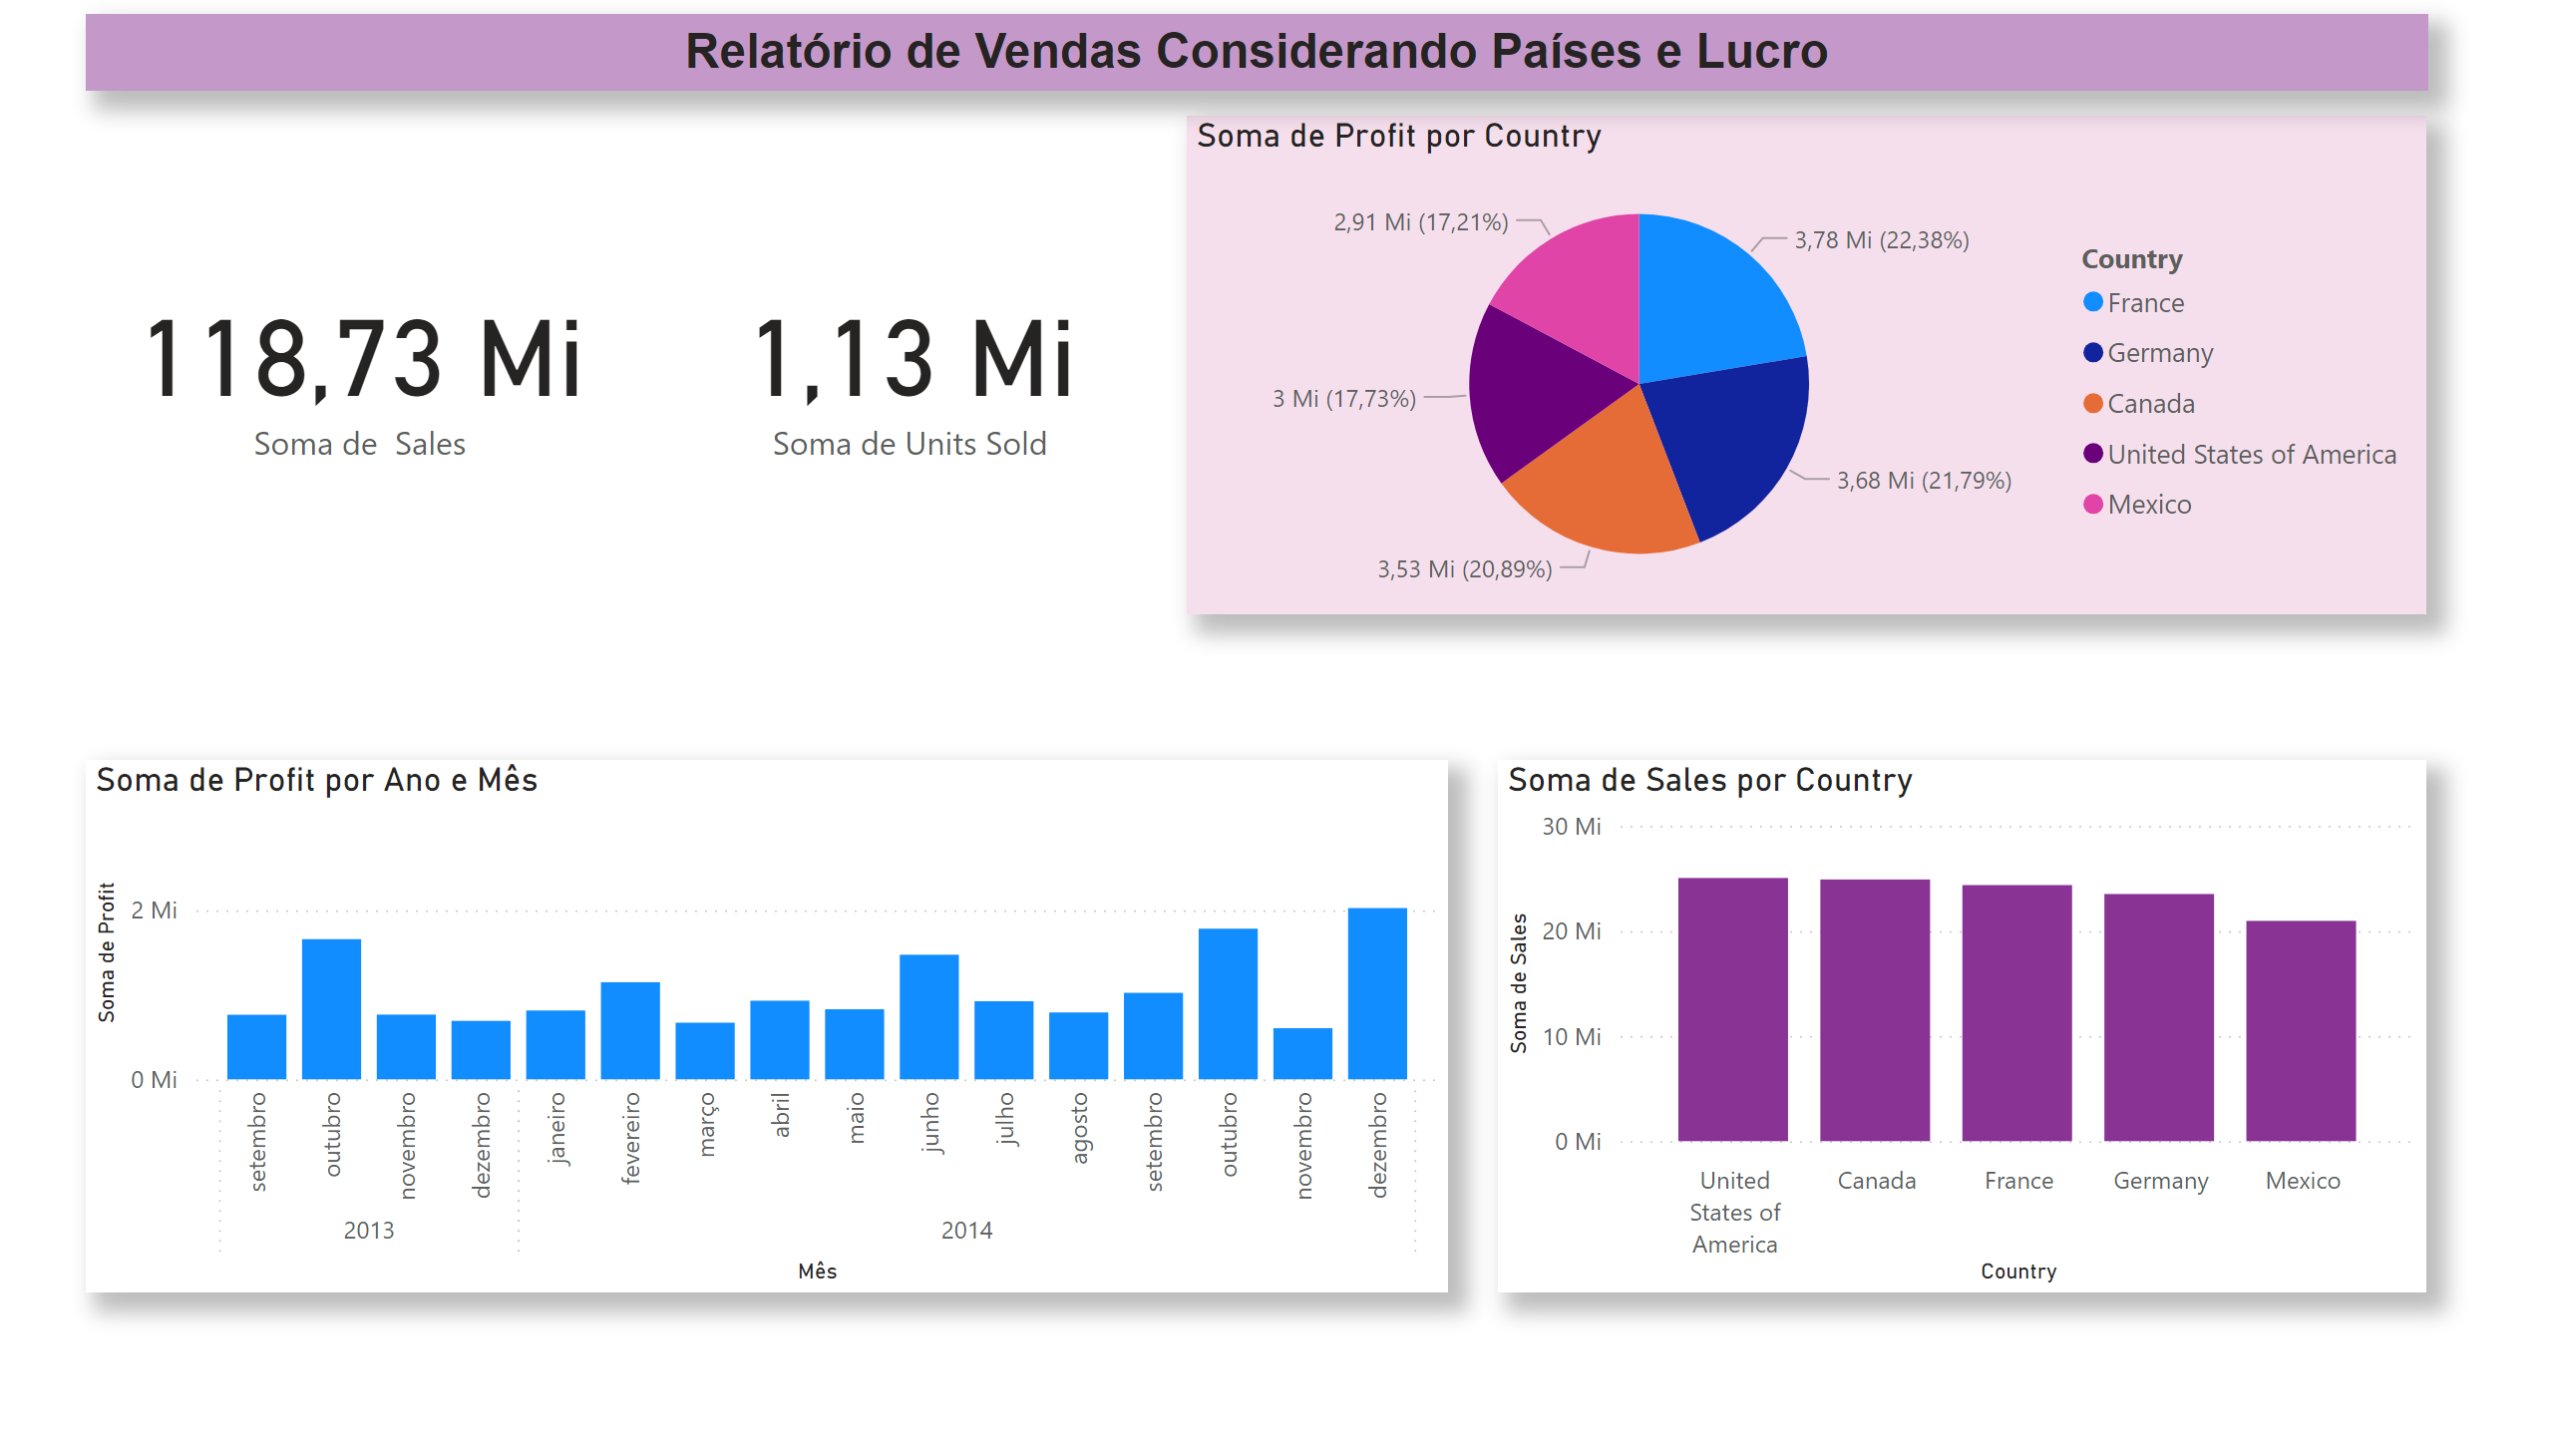 Relatório de Vendas Considerando Países e Lucro
118,73 Mi
Soma de  Sales
1,13 Mi
Soma de Units Sold
Soma de Profit por Country
2,91 Mi (17,21%)
3,78 Mi (22,38%)
3 Mi (17,73%)
3,68 Mi (21,79%)
3,53 Mi (20,89%)
Country
France
Germany
Canada
United States of America
Mexico
Soma de Profit por Ano e Mês
Soma de Profit
2 Mi
0 Mi
setembro
outubro
novembro
dezembro
janeiro
fevereiro
março
abril
maio
junho
julho
agosto
setembro
outubro
novembro
dezembro
2013
2014
Mês
Soma de Sales por Country
Soma de Sales
30 Mi
20 Mi
10 Mi
0 Mi
United
States of
America
Canada
France
Germany
Mexico
Country